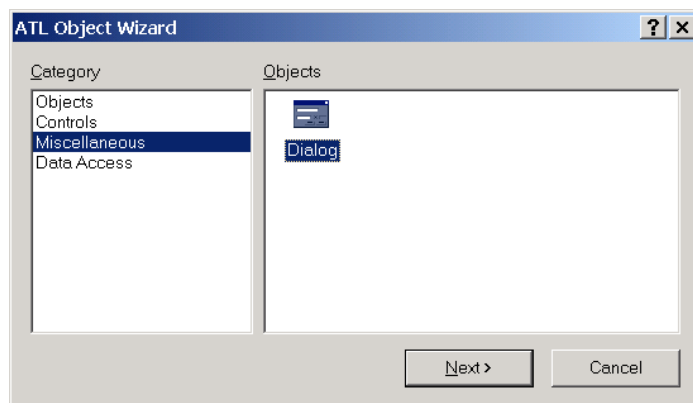 ATL Object Wizard
? ×
Category
Objects
Objects
Controls
Miscellaneous
Data Access
Dialog
Next >
Cancel